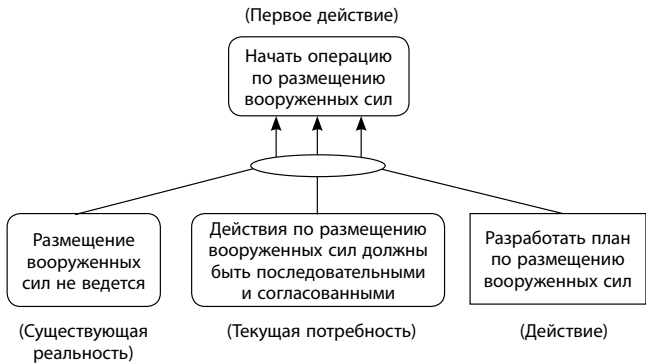 (Первое действие)
Начать операцию
по размещению
вооруженных сил
Размещение
вооруженных
сил не ведется
(Существующая
реальность)
Действия по размещению
вооруженных сил должны
быть последовательными
и согласованными
(Текущая потребность)
Разработать план
по размещению
вооруженных сил
(Действие)